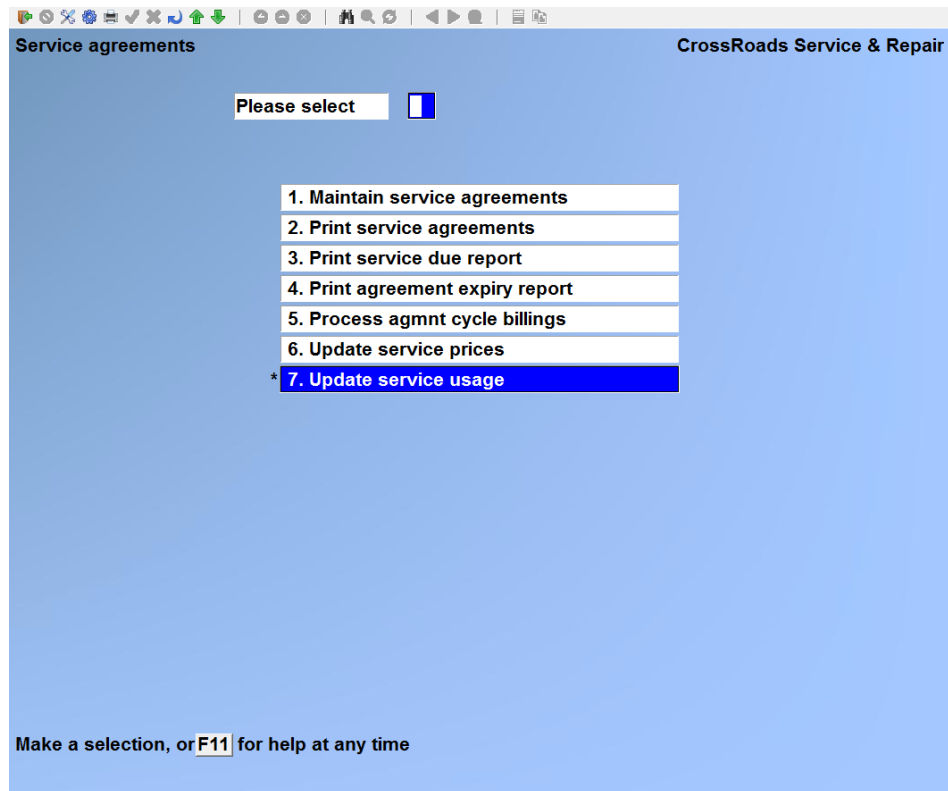 Service agreements
CrossRoads Service & Repair
Please select
1. Maintain service agreements
2. Print service agreements
3. Print service due report
4. Print agreement expiry report
5. Process agmnt cycle billings
6. Update service prices
* 7. Update service usage
Make a selection, or F11 for help at any time